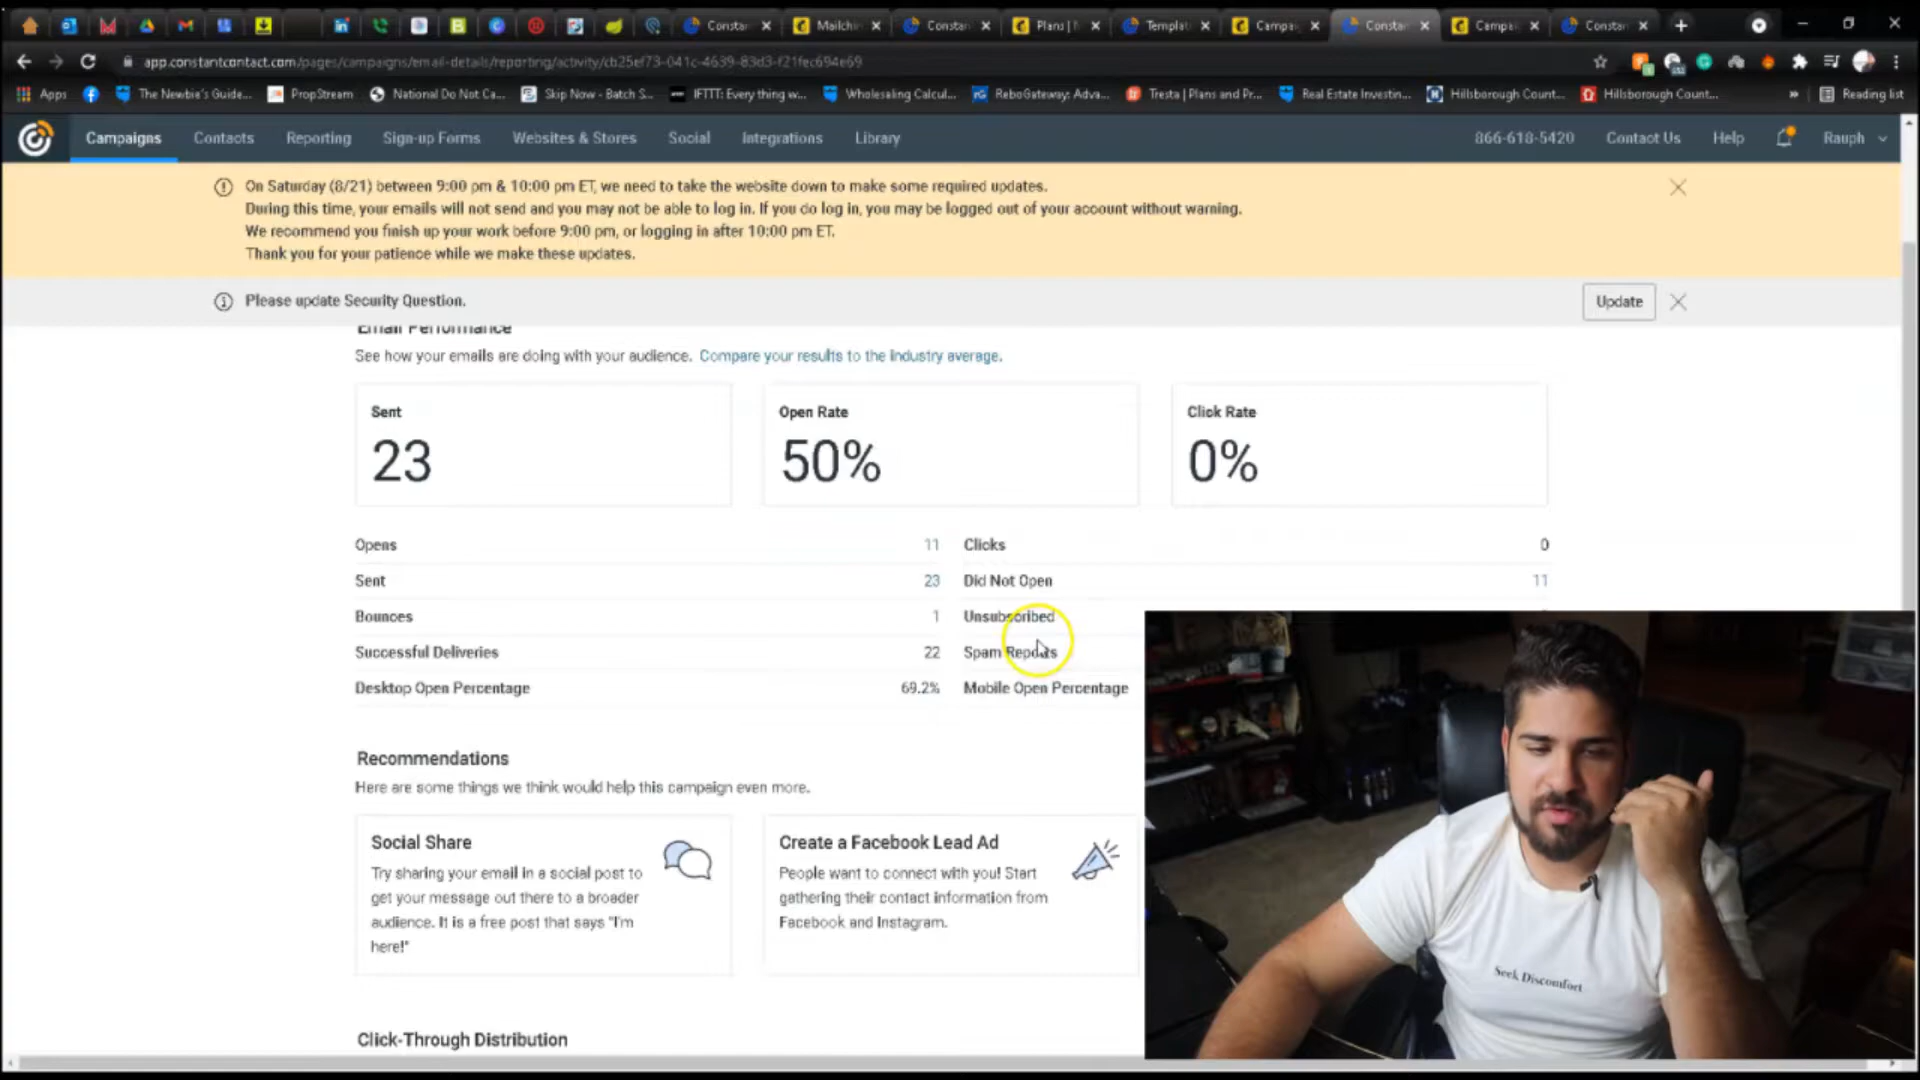 Constan
Mailchim
Constan
Plans | M
Templat
Campai
Constan
Campai
Constan
app.constantcontact.com/pages/campaigns/email-details/reporting/activity/cb25ef73-041c-4639-83d3-f21fec694e69
Apps
The Newbie's Guide...
PropStream
National Do Not Ca...
Skip Now - Batch S...
IFTTT: Every thing w...
Wholesaling Calcul...
ReboGateway: Adva...
Tresta | Plans and Pr...
Real Estate Investin...
Hillsborough Count...
Hillsborough Count...
Reading list
Campaigns
Contacts
Reporting
Sign-up Forms
Websites & Stores
Social
Integrations
Library
866-618-5420
Contact Us
Help
Rauph
On Saturday (8/21) between 9:00 pm & 10:00 pm ET, we need to take the website down to make some required updates.
During this time, your emails will not send and you may not be able to log in. If you do log in, you may be logged out of your account without warning.
We recommend you finish up your work before 9:00 pm, or logging in after 10:00 pm ET.
Thank you for your patience while we make these updates.
Please update Security Question.
Update
Email Performance
See how your emails are doing with your audience. Compare your results to the industry average.
Sent
23
Open Rate
50%
Click Rate
0%
Opens 11
Clicks 0
Sent 23
Did Not Open 11
Bounces 1
Unsubscribed
Successful Deliveries 22
Spam Reports
Desktop Open Percentage 69.2%
Mobile Open Percentage
Recommendations
Here are some things we think would help this campaign even more.
Social Share
Try sharing your email in a social post to
get your message out there to a broader
audience. It is a free post that says "I'm
here!"
Create a Facebook Lead Ad
People want to connect with you! Start
gathering their contact information from
Facebook and Instagram.
Seek Discomfort
Click-Through Distribution